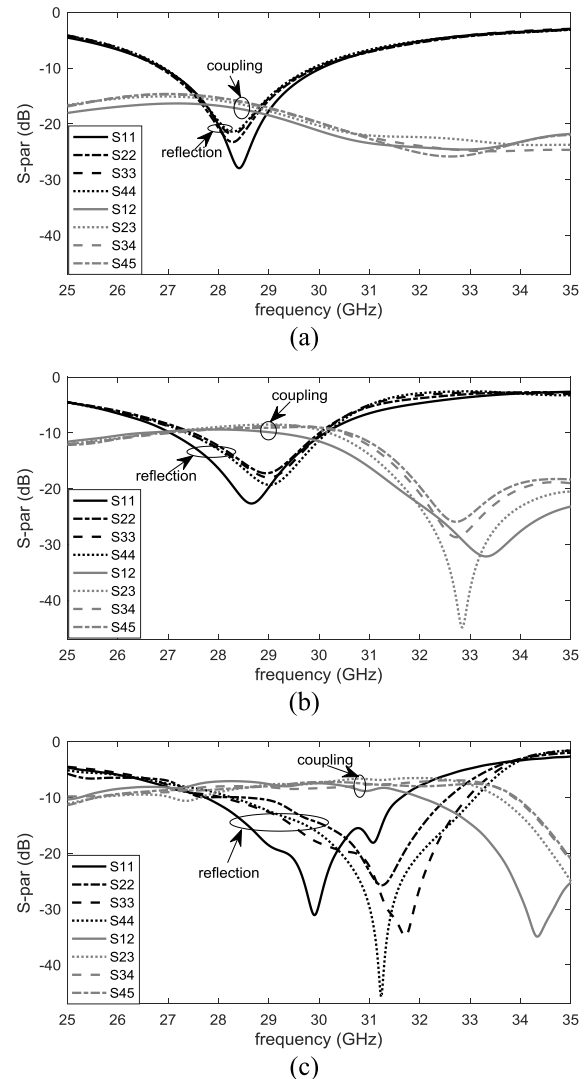 0
-10
-20
-30
-40
S-par (dB)
coupling
reflection
S11
S22
S33
S44
S12
S23
S34
S45
25 26 27 28 29 30 31 32 33 34 35
frequency (GHz)
(a)
0
-10
-20
-30
-40
S-par (dB)
coupling
reflection
S11
S22
S33
S44
S12
S23
S34
S45
25 26 27 28 29 30 31 32 33 34 35
frequency (GHz)
(b)
0
-10
-20
-30
-40
S-par (dB)
coupling
reflection
S11
S22
S33
S44
S12
S23
S34
S45
25 26 27 28 29 30 31 32 33 34 35
frequency (GHz)
(c)